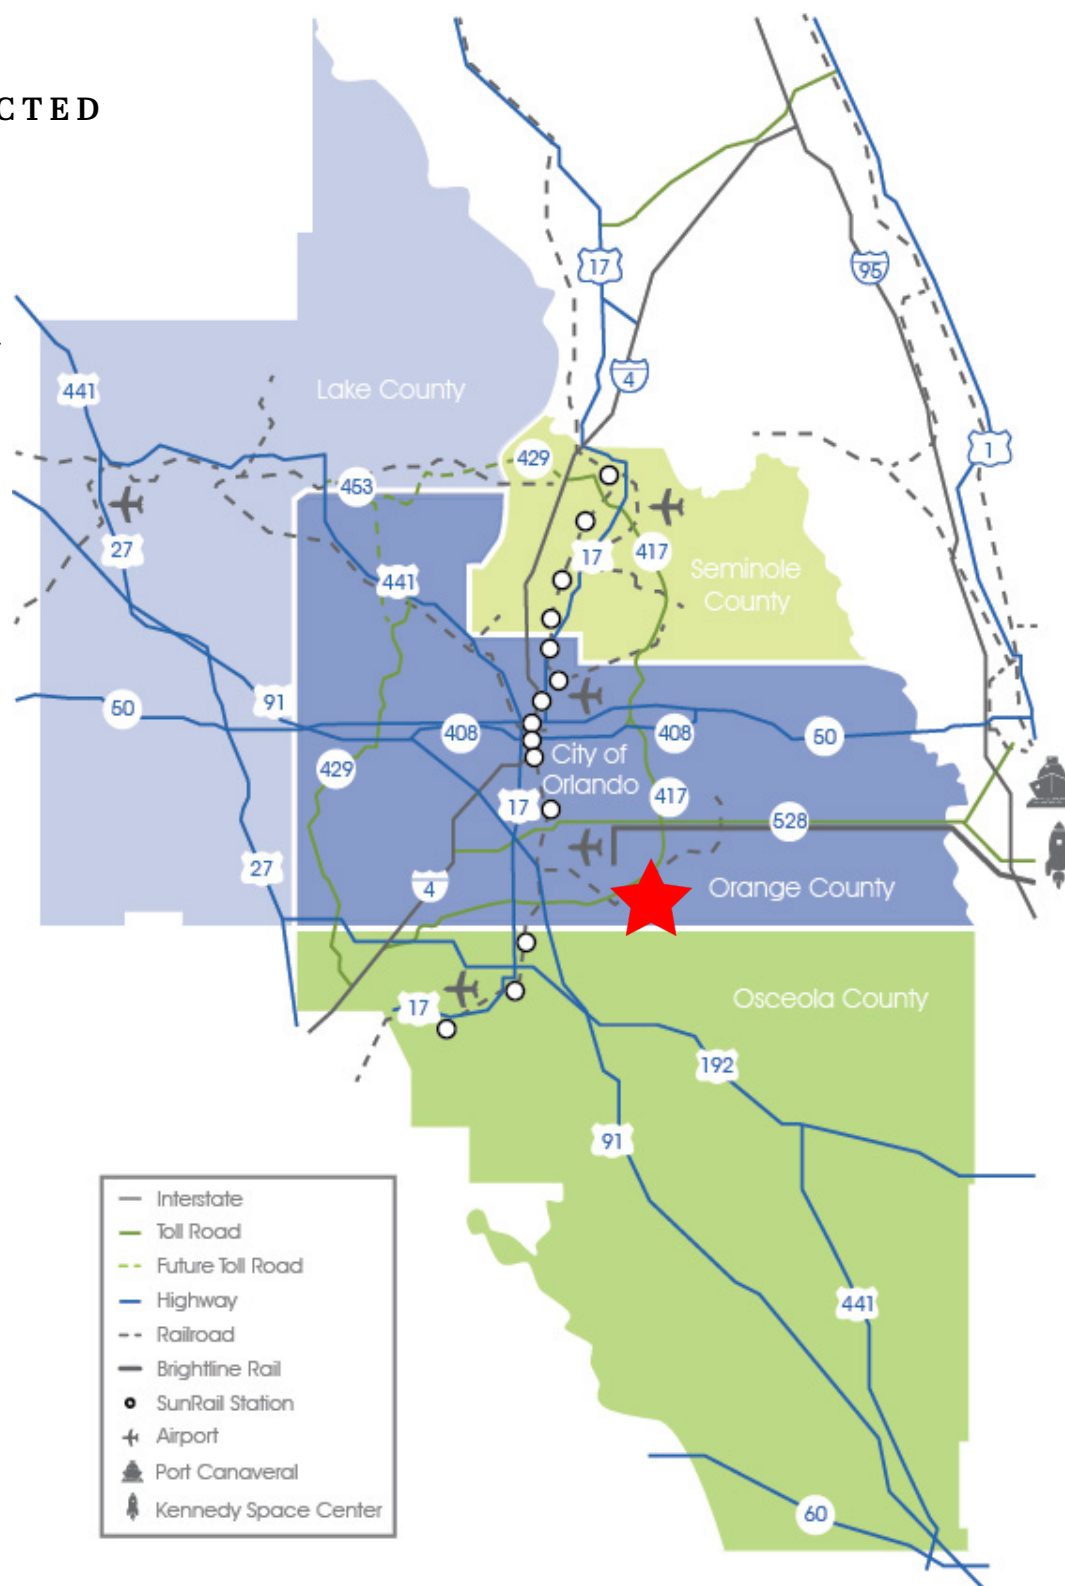 CTED
17
95
4
441
1
Lake County
429
453
27
17
417
441
Seminole
County
91
50
408
408
50
City of
Orlando
429
17
417
528
27
4
Orange County
17
Osceola County
192
91
441
60
Interstate
Toll Road
Future Toll Road
Highway
Railroad
Brightline Rail
SunRail Station
Airport
Port Canaveral
Kennedy Space Center